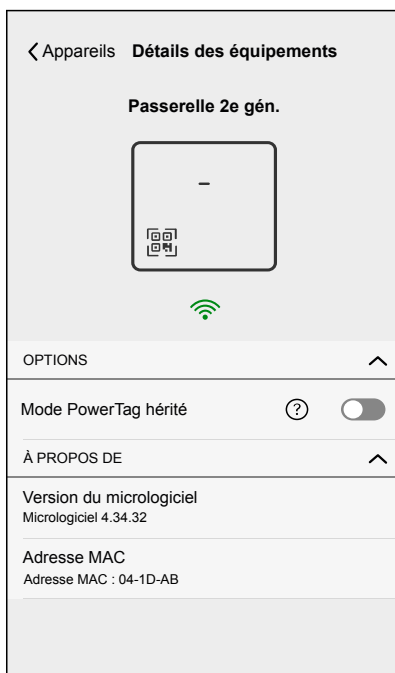 Appareils Détails des équipements
Passerelle 2e gén.
OPTIONS
Mode PowerTag hérité ?
À PROPOS DE
Version du micrologiciel
Micrologiciel 4.34.32
Adresse MAC
Adresse MAC : 04-1D-AB